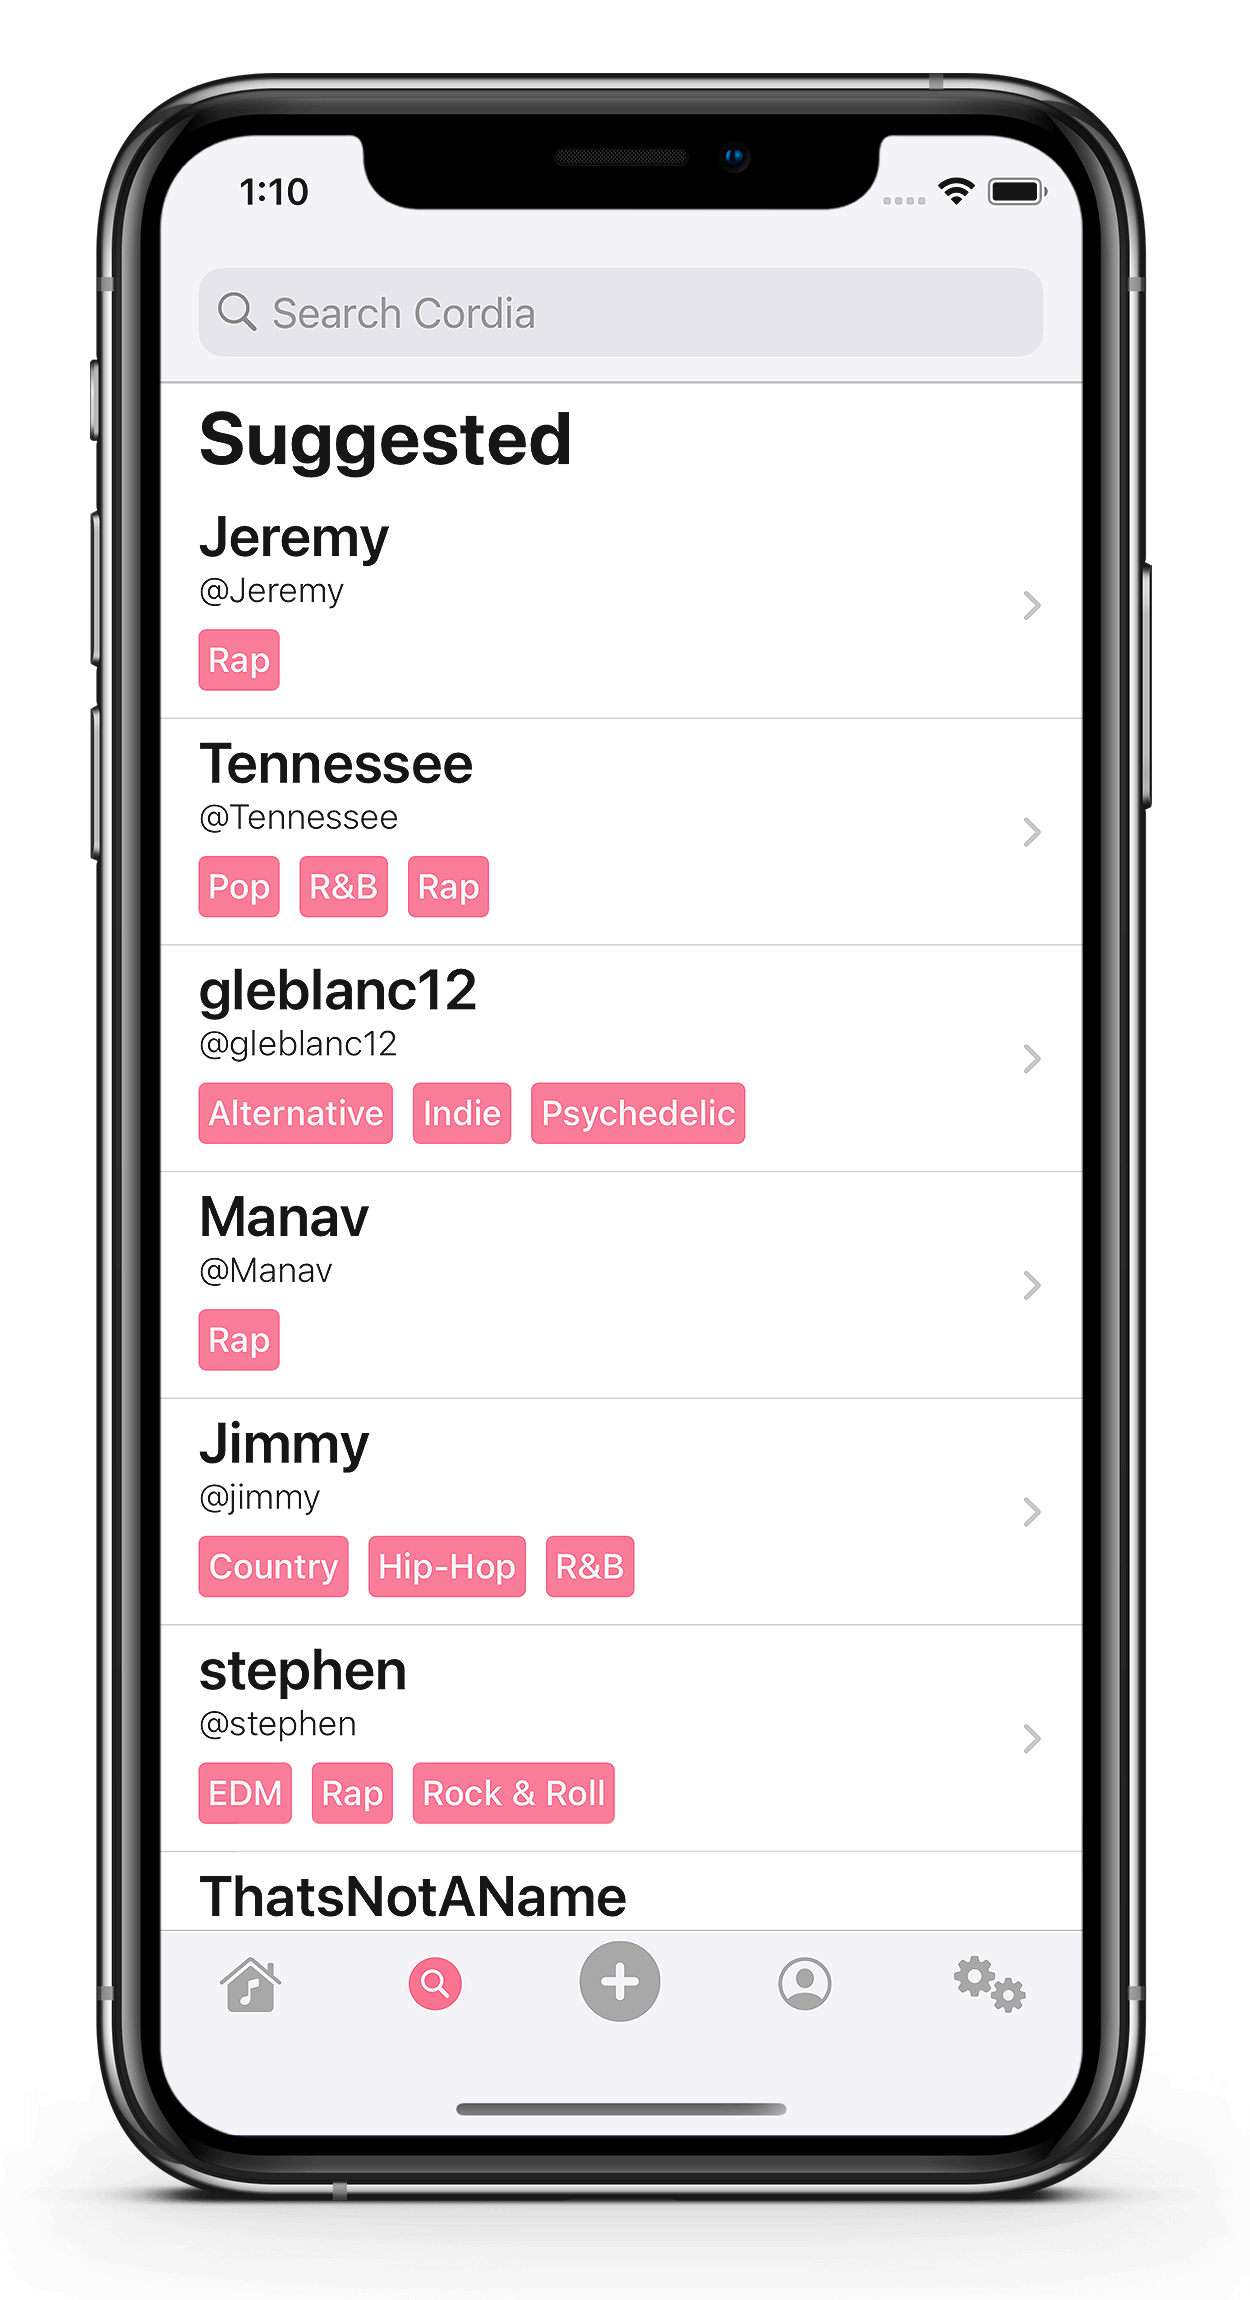 1:10
Search Cordia
Suggested
Jeremy
@Jeremy
Rap
Tennessee
@Tennessee
Pop R&B Rap
gleblanc12
@gleblanc12
Alternative Indie Psychedelic
Manav
@Manav
Rap
Jimmy
@jimmy
Country Hip-Hop R&B
stephen
@stephen
EDM Rap Rock & Roll
ThatsNotAName